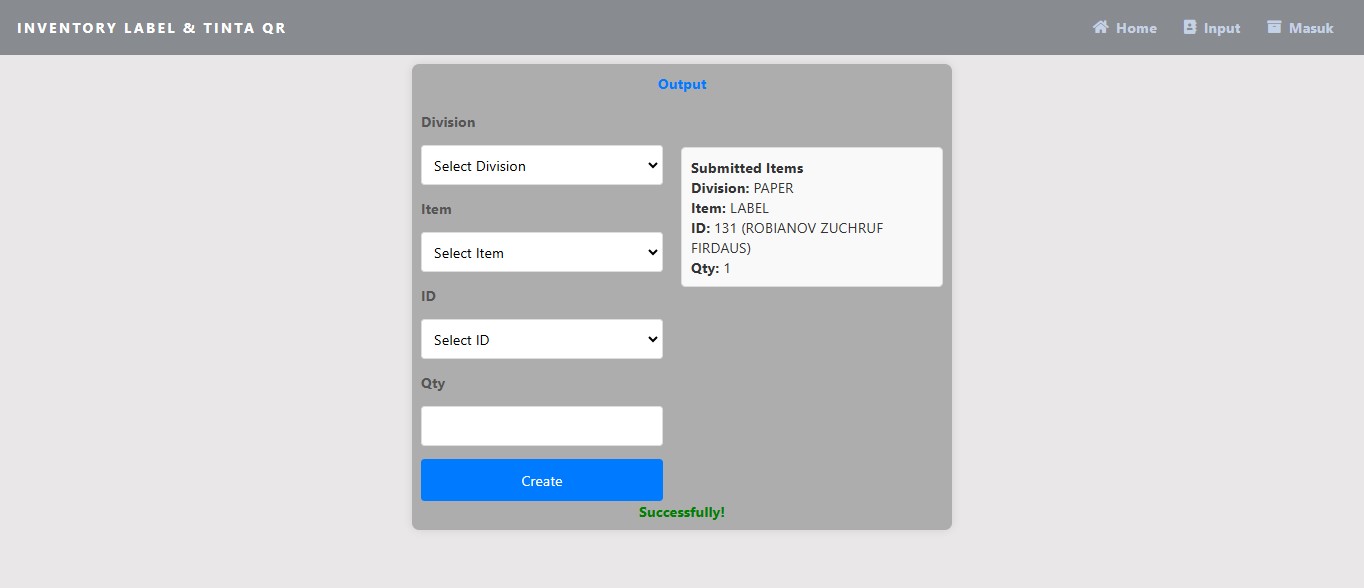 INVENTORY LABEL & TINTA QR
Home
Input
Masuk
Output
Division
Select Division
Item
Select Item
ID
Select ID
Qty
Create
Submitted Items
Division: PAPER
Item: LABEL
ID: 131 (ROBIANOV ZUCHRUF
FIRDAUS)
Qty: 1
Successfully!